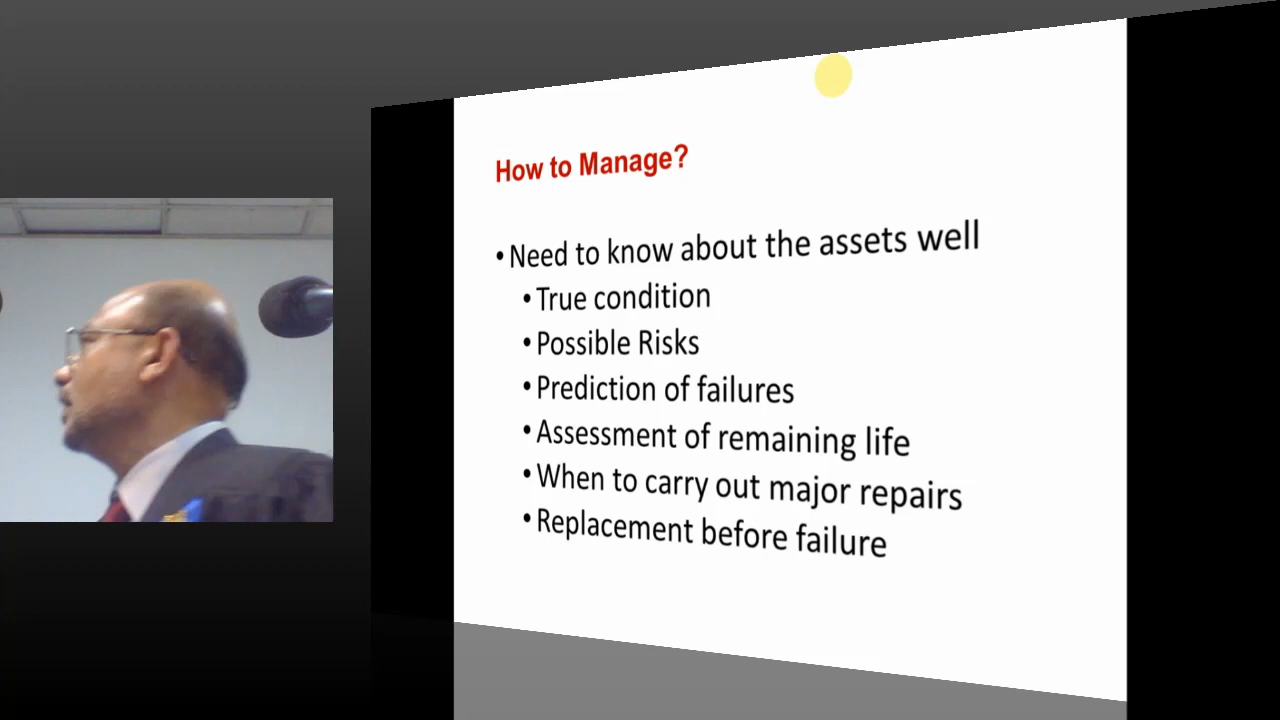 How to Manage?
• Need to know about the assets well
• True condition
• Possible Risks
• Prediction of failures
• Assessment of remaining life
• When to carry out major repairs
• Replacement before failure